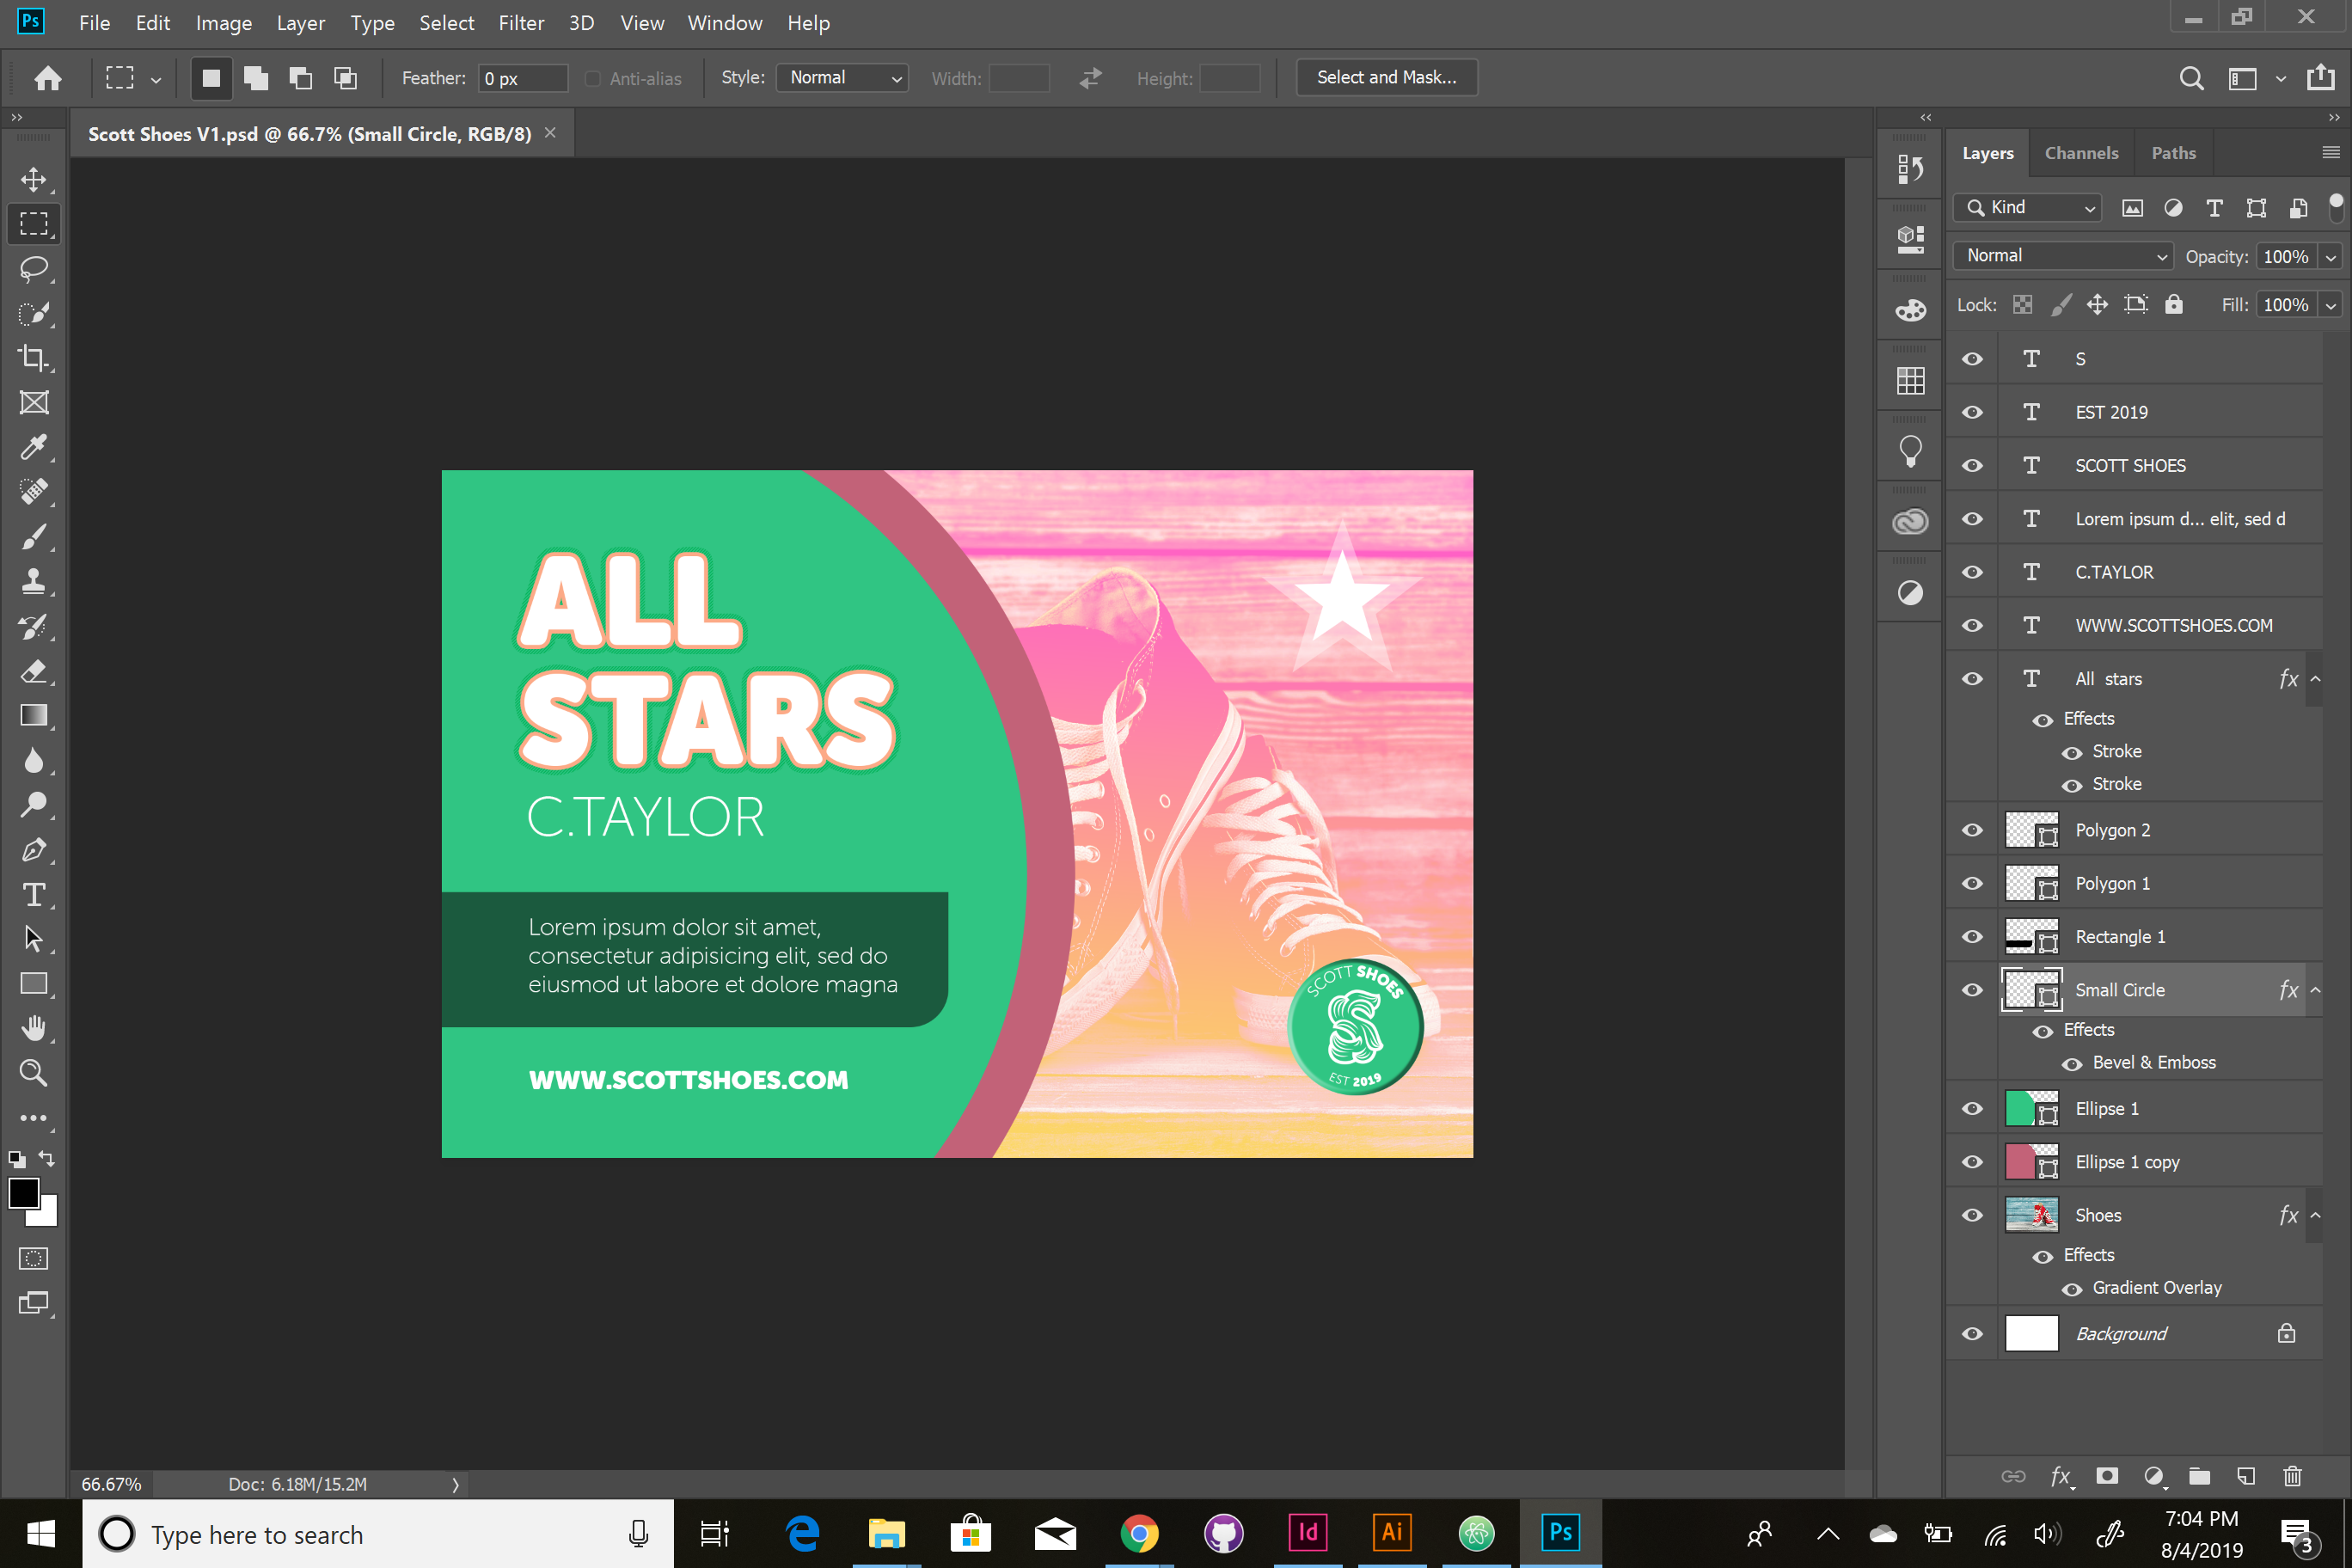 Ps File Edit Image Layer Type Select Filter 3D View Window Help
Feather: 0 px Anti-alias Style: Normal Width: Height: Select and Mask...
Scott Shoes V1.psd @ 66.7% (Small Circle, RGB/8)
ALL
STARS
C.TAYLOR
Lorem ipsum dolor sit amet,
consectetur adipisicing elit, sed do
eiusmod ut labore et dolore magna
WWW.SCOTTSHOES.COM
SCOTT SHOES
S
EST 2019
Layers Channels Paths
Kind
Normal Opacity: 100%
Lock: Fill: 100%
S
EST 2019
SCOTT SHOES
Lorem ipsum d... elit, sed d
C.TAYLOR
WWW.SCOTTSHOES.COM
All stars fx
Effects
Stroke
Stroke
Polygon 2
Polygon 1
Rectangle 1
Small Circle fx
Effects
Bevel & Emboss
Ellipse 1
Ellipse 1 copy
Shoes fx
Effects
Gradient Overlay
Background
fx
66.67% Doc: 6.18M/15.2M
Type here to search
Id Ai Ps
7:04 PM
8/4/2019
3